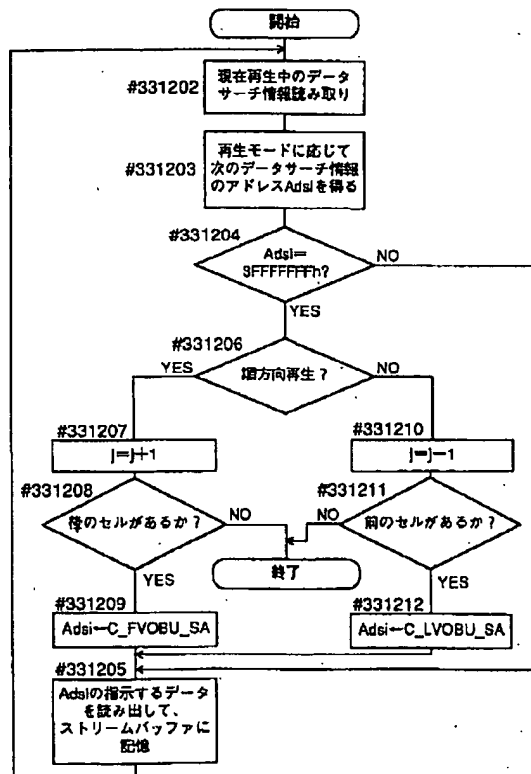 開始
#331202
現在再生中のデータ
サーチ情報読み取り
#331203
再生モードに応じて
次のデータサーチ情報
のアドレスAdsiを得る
#331204
Adsi=
3FFFFFFFh?
NO
YES
#331206
順方向再生?
YES
NO
#331207
j=j+1
#331210
j=j−1
#331208
後のセルがあるか?
NO
YES
#331211
前のセルがあるか?
NO
YES
終了
#331209
Adsi←C_FVOBU_SA
#331212
Adsi←C_LVOBU_SA
#331205
Adsiの指示するデータ
を読み出して、
ストリームバッファに
記憶